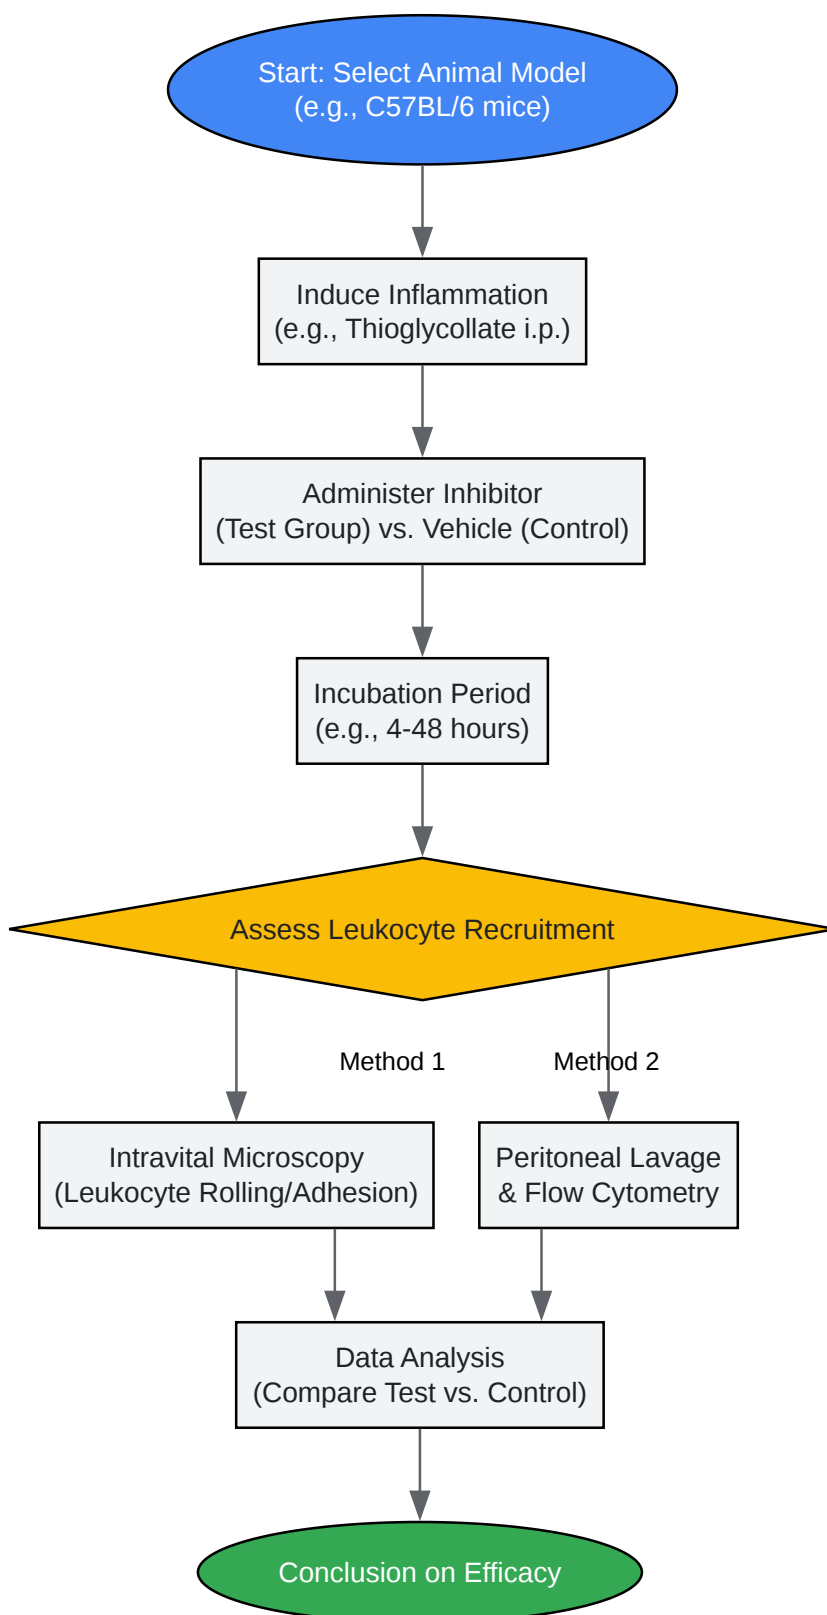 Start: Select Animal Model
(e.g., C57BL/6 mice)
Induce Inflammation
(e.g., Thioglycollate i.p.)
Administer Inhibitor
(Test Group) vs. Vehicle (Control)
Incubation Period
(e.g., 4-48 hours)
Assess Leukocyte Recruitment
Method 1
Method 2
Intravital Microscopy
(Leukocyte Rolling/Adhesion)
Peritoneal Lavage
& Flow Cytometry
Data Analysis
(Compare Test vs. Control)
Conclusion on Efficacy